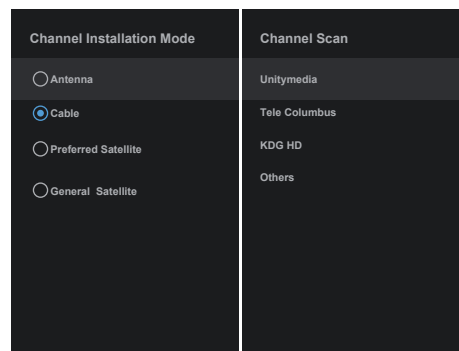 Channel Installation Mode
Antenna
Cable
Preferred Satellite
General Satellite
Channel Scan
Unitymedia
Tele Columbus
KDG HD
Others